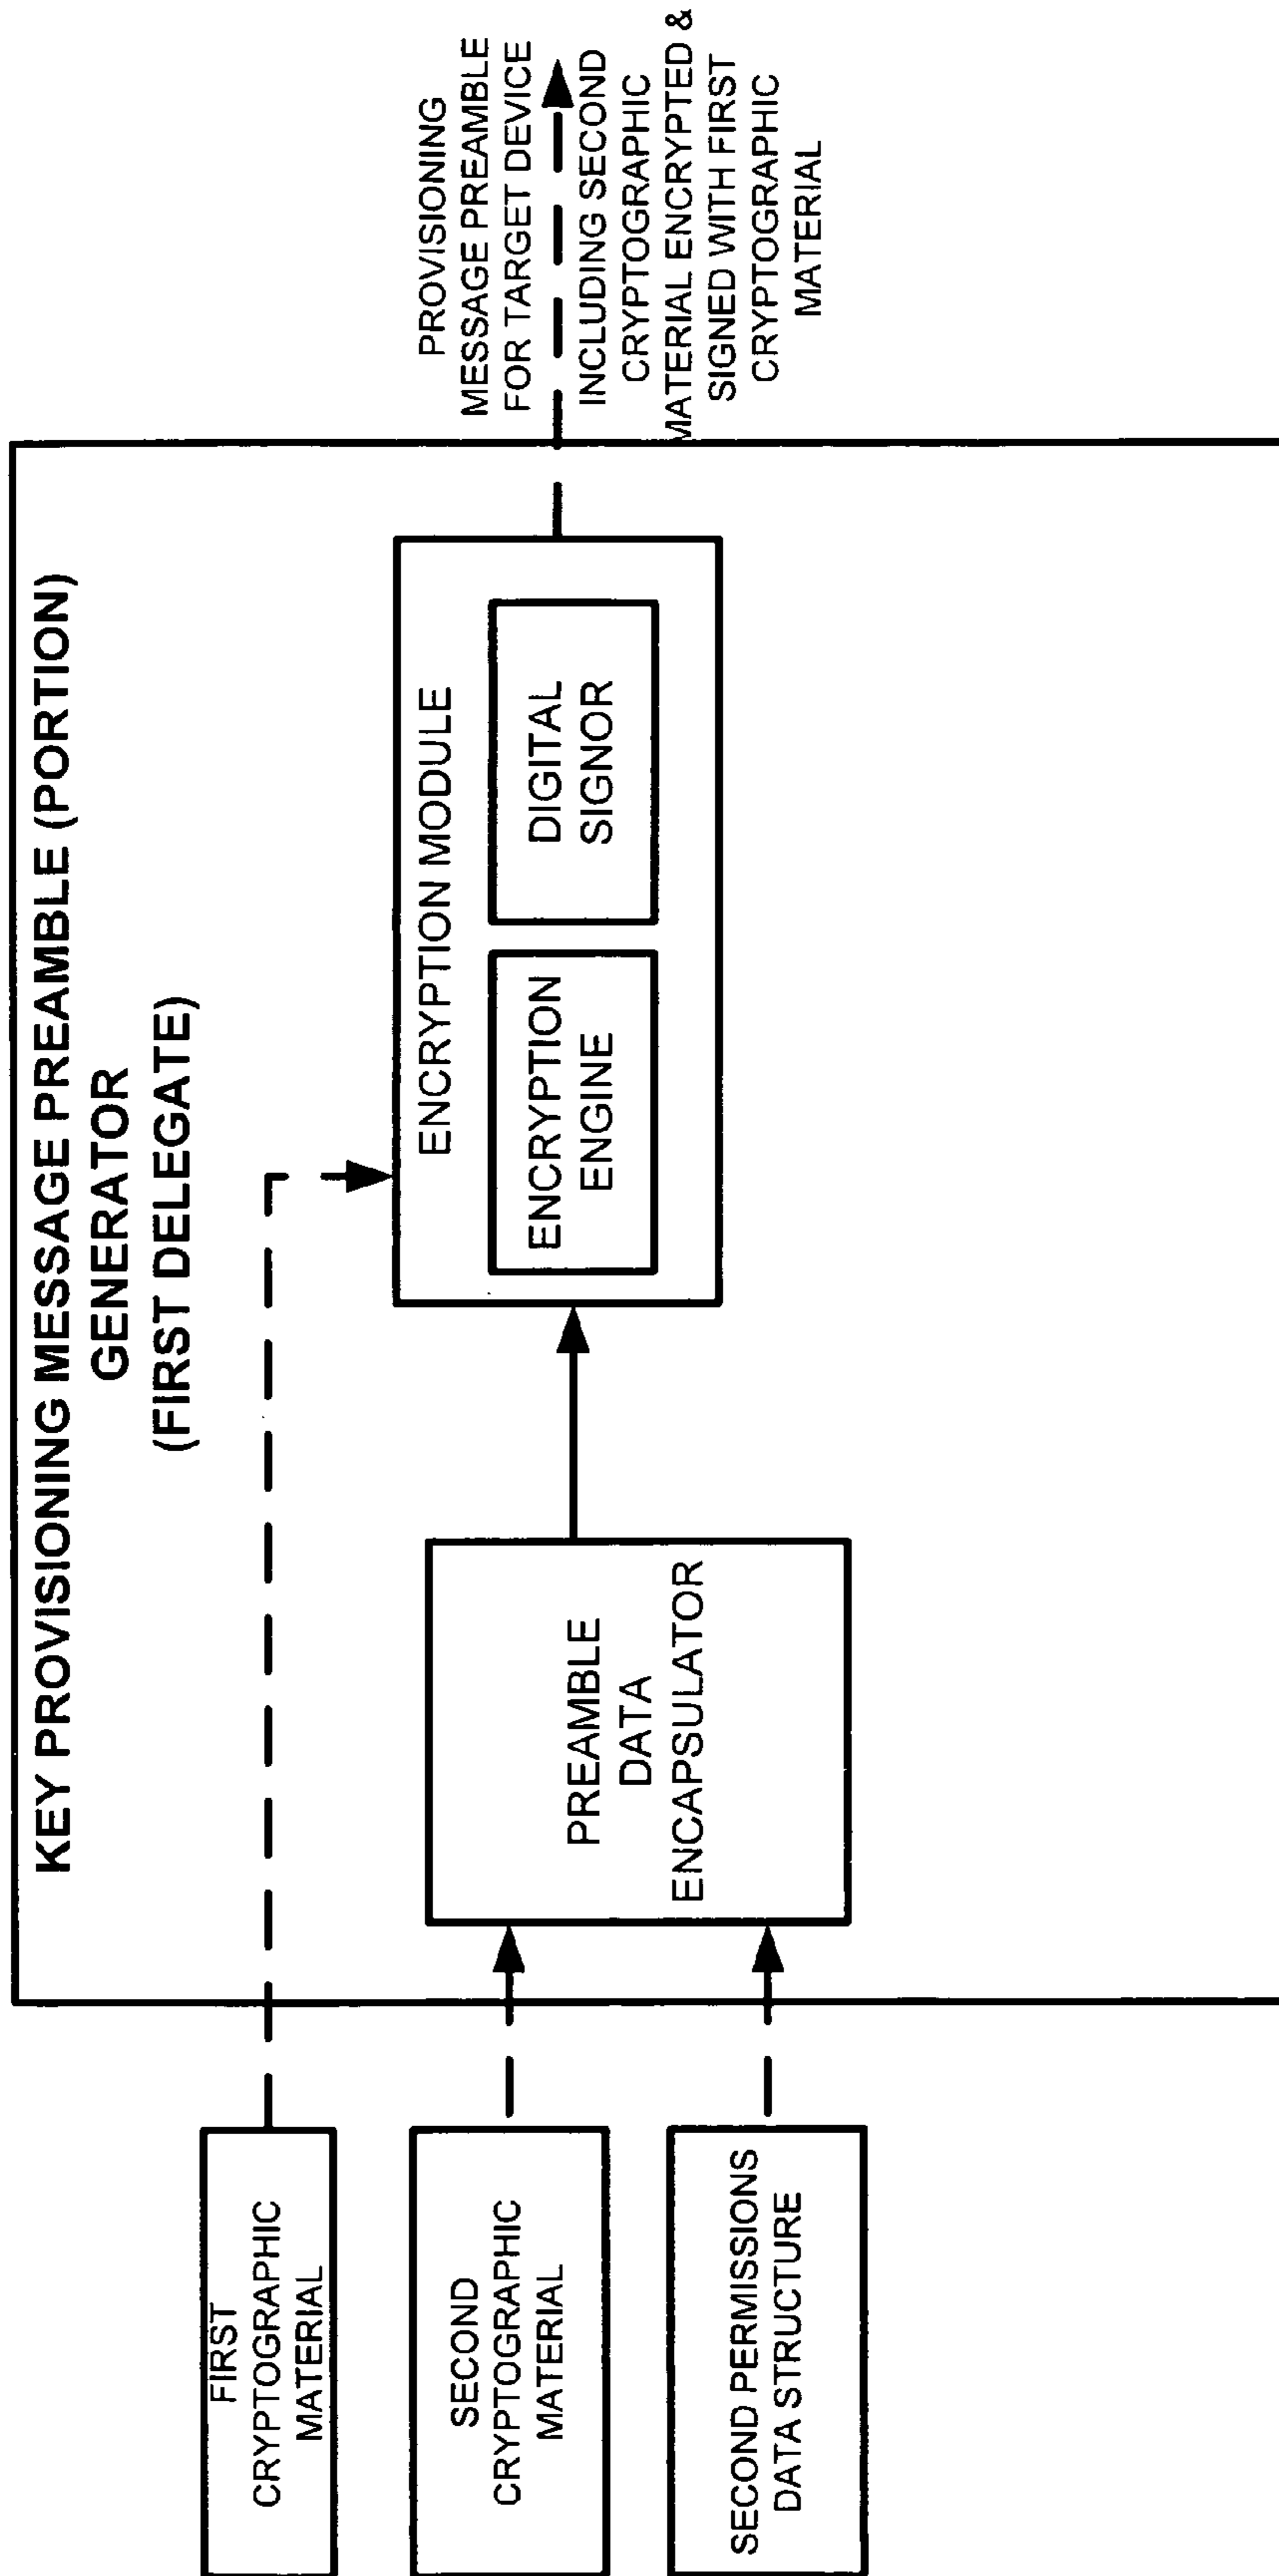 KEY PROVISIONING MESSAGE PREAMBLE (PORTION)
GENERATOR
(FIRST DELEGATE)
FIRST
CRYPTOGRAPHIC
MATERIAL
SECOND
CRYPTOGRAPHIC
MATERIAL
SECOND PERMISSIONS
DATA STRUCTURE
PREAMBLE
DATA
ENCAPSULATOR
ENCRYPTION MODULE
ENCRYPTION
ENGINE
DIGITAL
SIGNOR
PROVISIONING
MESSAGE PREAMBLE
FOR TARGET DEVICE
INCLUDING SECOND
CRYPTOGRAPHIC
MATERIAL ENCRYPTED &
SIGNED WITH FIRST
CRYPTOGRAPHIC
MATERIAL